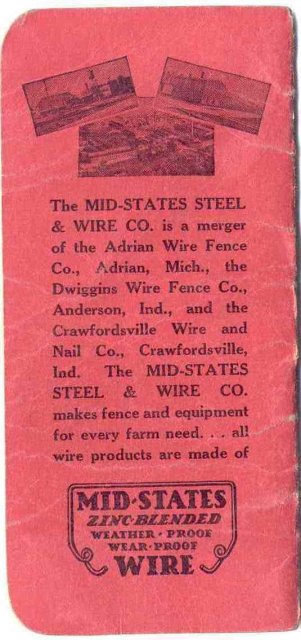 The MID-STATES STEEL
& WIRE CO. is a merger
of the Adrian Wire Fence
Co., Adrian, Mich., the
Dwiggins Wire Fence Co.,
Anderson, Ind., and the
Crawfordsville Wire and
Nail Co., Crawfordsville,
Ind. The MID-STATES
STEEL & WIRE CO.
makes fence and equipment
for every farm need. . . all
wire products are made of
MID-STATES
ZINC-BLENDED
WEATHER - PROOF
WEAR-PROOF
WIRE